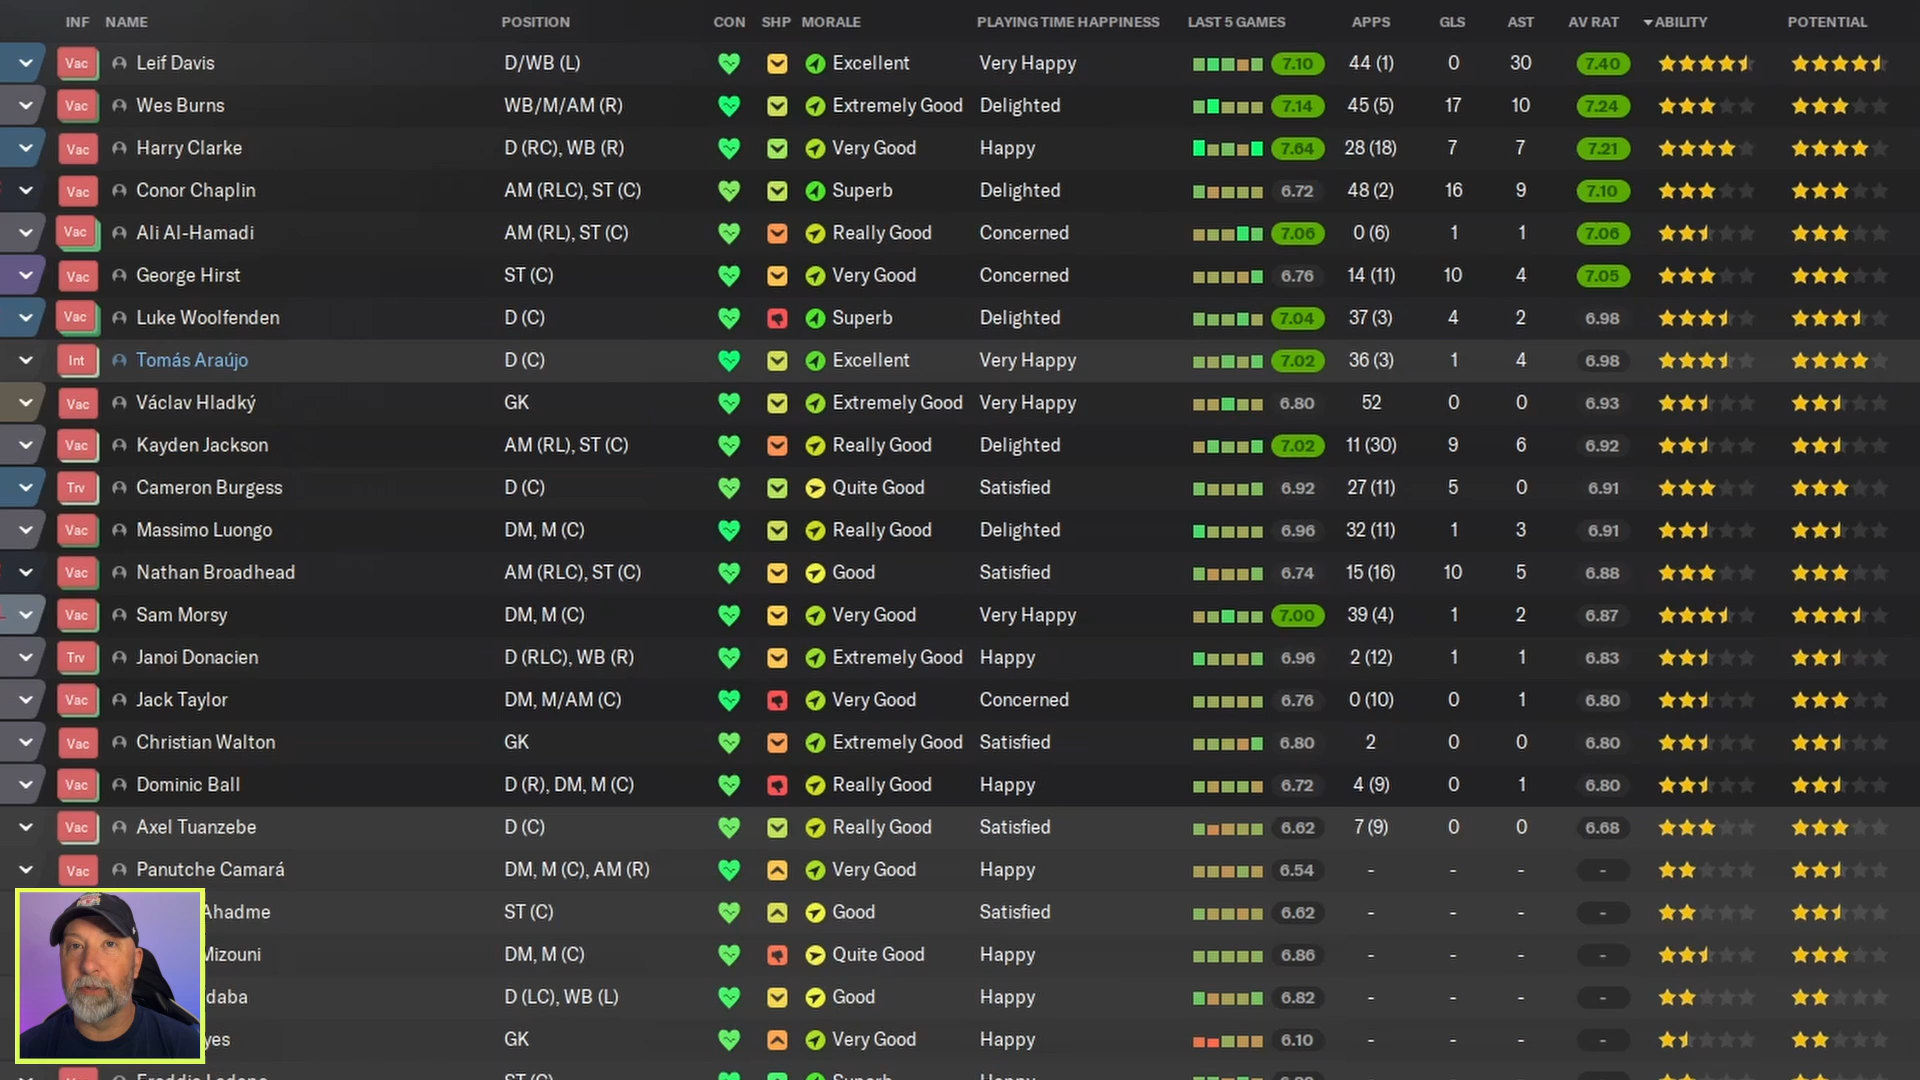 INF NAME POSITION CON SHP MORALE PLAYING TIME HAPPINESS LAST 5 GAMES APPS GLS AST AV RAT ABILITY POTENTIAL
Vac Leif Davis D/WB (L) Excellent Very Happy 7.10 44 (1) 0 30 7.40
Vac Wes Burns WB/M/AM (R) Extremely Good Delighted 7.14 45 (5) 17 10 7.24
Vac Harry Clarke D (RC), WB (R) Very Good Happy 7.64 28 (18) 7 7 7.21
Vac Conor Chaplin AM (RLC), ST (C) Superb Delighted 6.72 48 (2) 16 9 7.10
Vac Ali Al-Hamadi AM (RL), ST (C) Really Good Concerned 7.06 0 (6) 1 1 7.06
Vac George Hirst ST (C) Very Good Concerned 6.76 14 (11) 10 4 7.05
Vac Luke Woolfenden D (C) Superb Delighted 7.04 37 (3) 4 2 6.98
Int Tomás Araújo D (C) Excellent Very Happy 7.02 36 (3) 1 4 6.98
Vac Václav Hladký GK Extremely Good Very Happy 6.80 52 0 0 6.93
Vac Kayden Jackson AM (RL), ST (C) Really Good Delighted 7.02 11 (30) 9 6 6.92
Trv Cameron Burgess D (C) Quite Good Satisfied 6.92 27 (11) 5 0 6.91
Vac Massimo Luongo DM, M (C) Really Good Delighted 6.96 32 (11) 1 3 6.91
Vac Nathan Broadhead AM (RLC), ST (C) Good Satisfied 6.74 15 (16) 10 5 6.88
Vac Sam Morsy DM, M (C) Very Good Very Happy 7.00 39 (4) 1 2 6.87
Trv Janoi Donacien D (RLC), WB (R) Extremely Good Happy 6.96 2 (12) 1 1 6.83
Vac Jack Taylor DM, M/AM (C) Very Good Concerned 6.76 0 (10) 0 1 6.80
Vac Christian Walton GK Extremely Good Satisfied 6.80 2 0 0 6.80
Vac Dominic Ball D (R), DM, M (C) Really Good Happy 6.72 4 (9) 0 1 6.80
Vac Axel Tuanzebe D (C) Really Good Satisfied 6.62 7 (9) 0 0 6.68
Vac Panutche Camará DM, M (C), AM (R) Very Good Happy 6.54 - - - -
Ahadme ST (C) Good Satisfied 6.62 - - - -
Mizouni DM, M (C) Quite Good Happy 6.86 - - - -
daba D (LC), WB (L) Good Happy 6.82 - - - -
yes GK Very Good Happy 6.10 - - - -